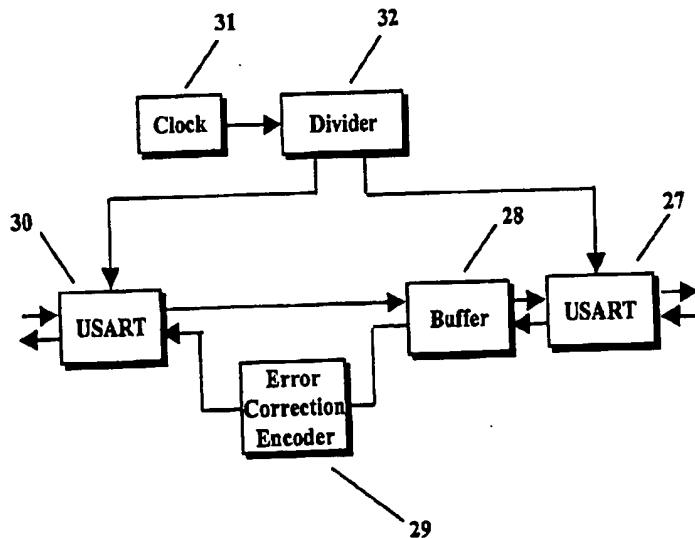 31
32
Clock
Divider
30
28
27
USART
Buffer
USART
Error
Correction
Encoder
29